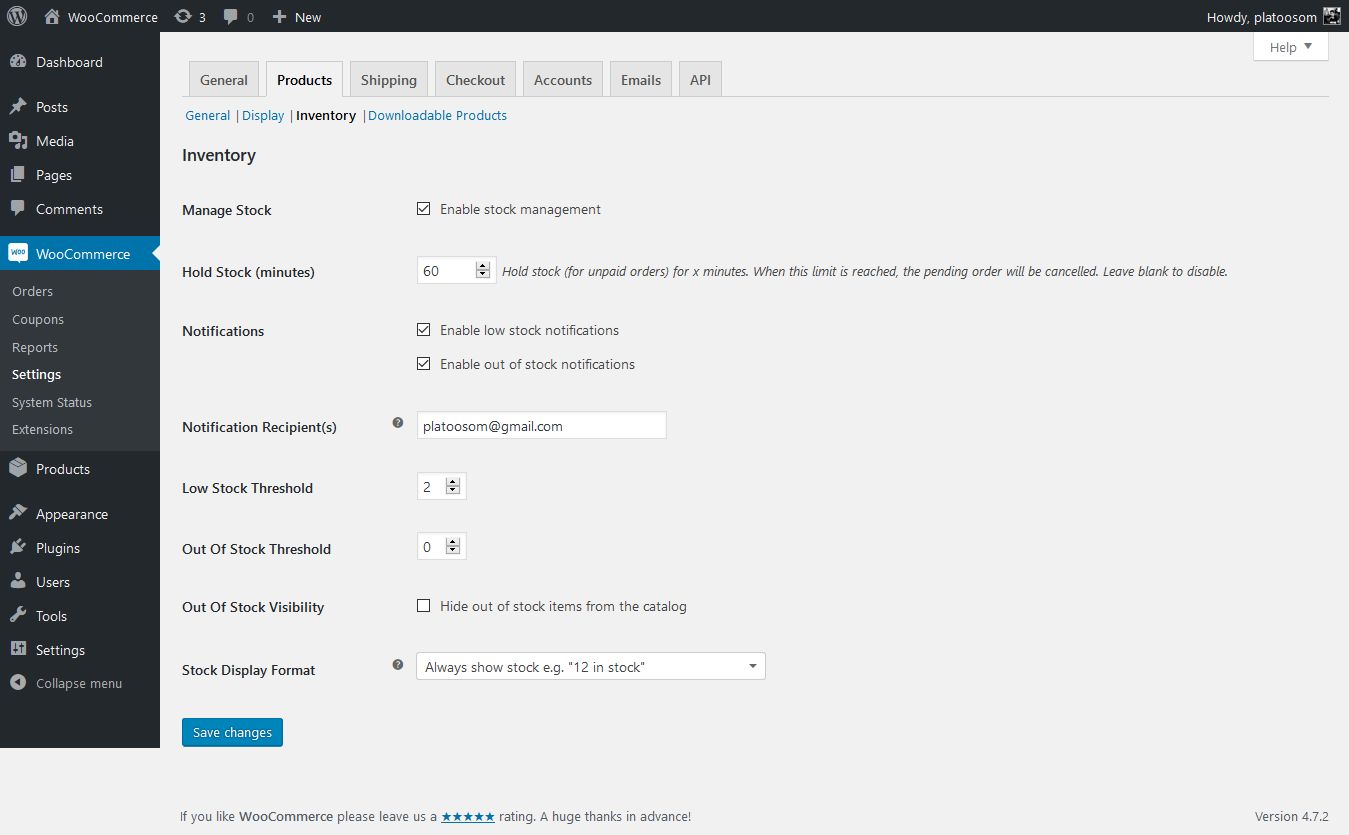 WooCommerce 3 0 New Howdy, platoosom
Help
Dashboard
Posts
Media
Pages
Comments
woo WooCommerce
Orders
Coupons
Reports
Settings
System Status
Extensions
Products
Appearance
Plugins
Users
Tools
Settings
Collapse menu
General Products Shipping Checkout Accounts Emails API
General | Display | Inventory | Downloadable Products
Inventory
Manage Stock Enable stock management
Hold Stock (minutes) 60 Hold stock (for unpaid orders) for x minutes. When this limit is reached, the pending order will be cancelled. Leave blank to disable.
Notifications Enable low stock notifications
Enable out of stock notifications
Notification Recipient(s) ? platoosom@gmail.com
Low Stock Threshold 2
Out Of Stock Threshold 0
Out Of Stock Visibility Hide out of stock items from the catalog
Stock Display Format ? Always show stock e.g. "12 in stock"
Save changes
If you like WooCommerce please leave us a ★★★★★ rating. A huge thanks in advance! Version 4.7.2